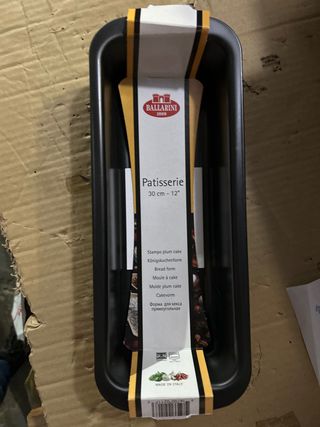 BALLARINI
1889
Patisserie
30 cm - 12"
Stampo plum cake
Königskuchenform
Bread form
Moule à cake
Molde plum cake
Cakevorm
Форма для кекса
прямоугольная
MADE IN ITALY